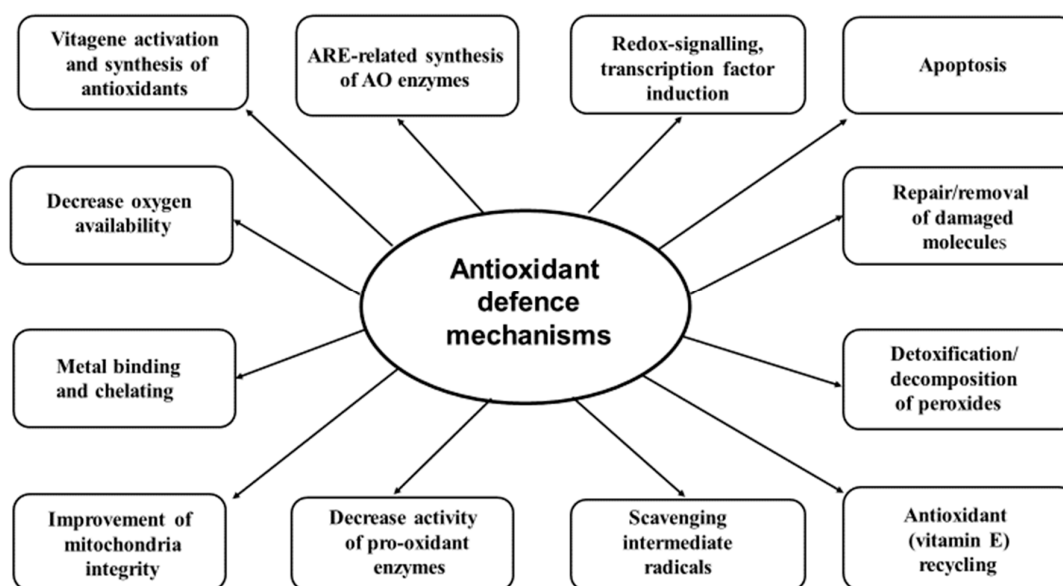 Vitagene activation
and synthesis of
antioxidants
ARE-related synthesis
of AO enzymes
Redox-signalling,
transcription factor
induction
Apoptosis
Decrease oxygen
availability
Repair/removal
of damaged
molecules
Antioxidant
defence
mechanisms
Metal binding
and chelating
Detoxification/
decomposition
of peroxides
Improvement of
mitochondria
integrity
Decrease activity
of pro-oxidant
enzymes
Scavenging
intermediate
radicals
Antioxidant
(vitamin E)
recycling